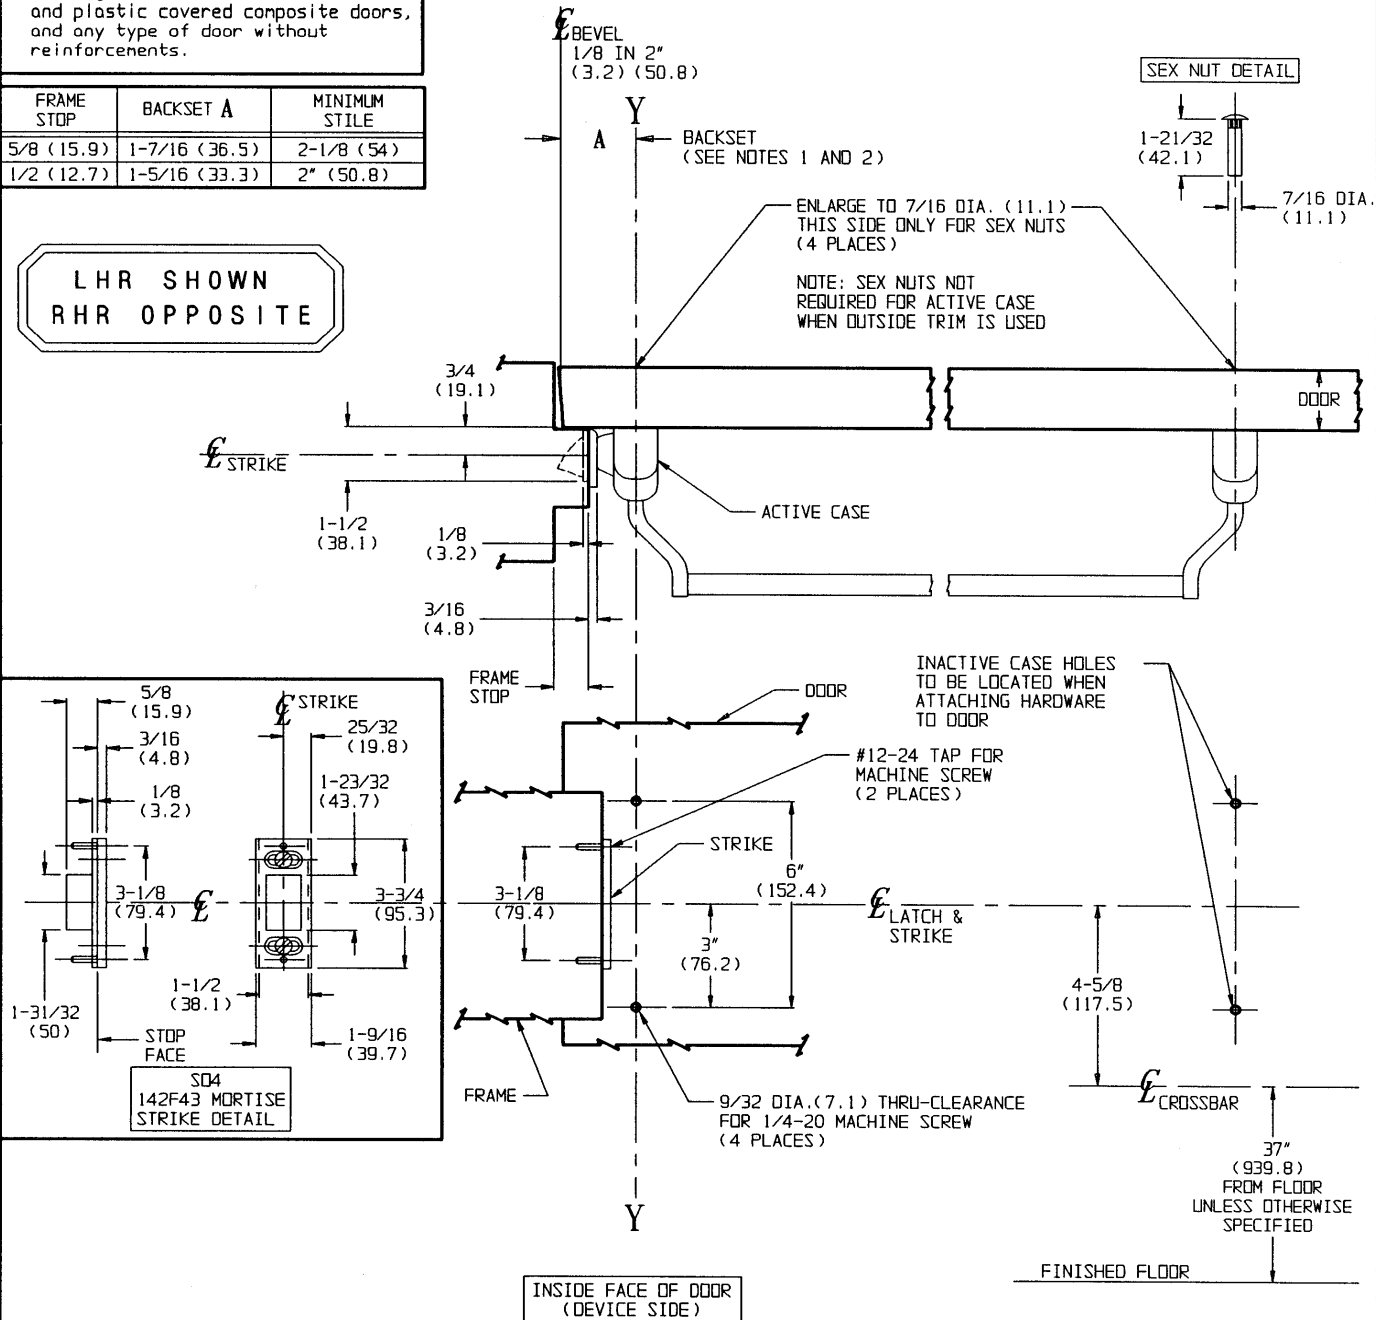 and plastic covered composite doors,
and any type of door without
reinforcements.
FRAME STOP
BACKSET A
MINIMUM STILE
5/8 (15.9)
1-7/16 (36.5)
2-1/8 (54)
1/2 (12.7)
1-5/16 (33.3)
2" (50.8)
LHR SHOWN
RHR OPPOSITE
℄ BEVEL
1/8 IN 2"
(3.2) (50.8)
Y
A
BACKSET
(SEE NOTES 1 AND 2)
SEX NUT DETAIL
1-21/32
(42.1)
7/16 DIA.
(11.1)
ENLARGE TO 7/16 DIA. (11.1)
THIS SIDE ONLY FOR SEX NUTS
(4 PLACES)
NOTE: SEX NUTS NOT
REQUIRED FOR ACTIVE CASE
WHEN OUTSIDE TRIM IS USED
3/4
(19.1)
DOOR
℄ STRIKE
1-1/2
(38.1)
1/8
(3.2)
ACTIVE CASE
3/16
(4.8)
FRAME
STOP
DOOR
INACTIVE CASE HOLES
TO BE LOCATED WHEN
ATTACHING HARDWARE
TO DOOR
#12-24 TAP FOR
MACHINE SCREW
(2 PLACES)
STRIKE
6"
(152.4)
3-1/8
(79.4)
℄ LATCH &
STRIKE
3"
(76.2)
4-5/8
(117.5)
FRAME
9/32 DIA.(7.1) THRU-CLEARANCE
FOR 1/4-20 MACHINE SCREW
(4 PLACES)
℄ CROSSBAR
37"
(939.8)
FROM FLOOR
UNLESS OTHERWISE
SPECIFIED
FINISHED FLOOR
Y
INSIDE FACE OF DOOR
(DEVICE SIDE)
5/8
(15.9)
3/16
(4.8)
1/8
(3.2)
℄ STRIKE
25/32
(19.8)
1-23/32
(43.7)
3-1/8
(79.4)
℄
3-3/4
(95.3)
1-1/2
(38.1)
1-31/32
(50)
STOP
FACE
1-9/16
(39.7)
S04
142F43 MORTISE
STRIKE DETAIL